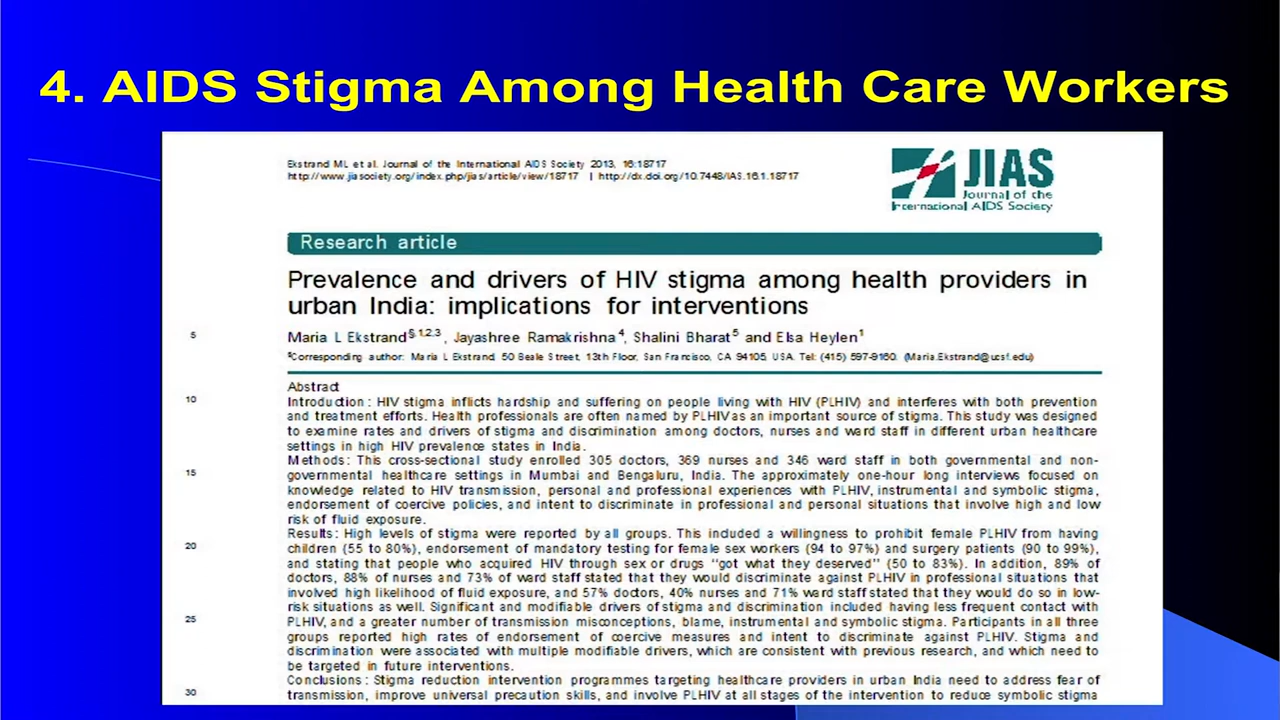 4. AIDS Stigma Among Health Care Workers
Ekstrand ML et al. Journal of the International AIDS Society 2013, 16:18717
http://www.jiasociety.org/index.php/jias/article/view/18717 | http://dx.doi.org/10.7448/IAS.16.1.18717
JIAS
Journal of the
International AIDS Society
Research article
Prevalence and drivers of HIV stigma among health providers in
urban India: implications for interventions
5 Maria L Ekstrand§,1,2,3, Jayashree Ramakrishna4, Shalini Bharat5 and Elsa Heylen1
§Corresponding author: Maria L Ekstrand, 50 Beale Street, 13th Floor, San Francisco, CA 94105, USA. Tel: (415) 597-9160. (Maria.Ekstrand@ucsf.edu)
Abstract
10 Introduction: HIV stigma inflicts hardship and suffering on people living with HIV (PLHIV) and interferes with both prevention
and treatment efforts. Health professionals are often named by PLHIV as an important source of stigma. This study was designed
to examine rates and drivers of stigma and discrimination among doctors, nurses and ward staff in different urban healthcare
settings in high HIV prevalence states in India.
Methods: This cross-sectional study enrolled 305 doctors, 369 nurses and 346 ward staff in both governmental and non-
15 governmental healthcare settings in Mumbai and Bengaluru, India. The approximately one-hour long interviews focused on
knowledge related to HIV transmission, personal and professional experiences with PLHIV, instrumental and symbolic stigma,
endorsement of coercive policies, and intent to discriminate in professional and personal situations that involve high and low
risk of fluid exposure.
Results: High levels of stigma were reported by all groups. This included a willingness to prohibit female PLHIV from having
20 children (55 to 80%), endorsement of mandatory testing for female sex workers (94 to 97%) and surgery patients (90 to 99%),
and stating that people who acquired HIV through sex or drugs "got what they deserved" (50 to 83%). In addition, 89% of
doctors, 88% of nurses and 73% of ward staff stated that they would discriminate against PLHIV in professional situations that
involved high likelihood of fluid exposure, and 57% doctors, 40% nurses and 71% ward staff stated that they would do so in low-
risk situations as well. Significant and modifiable drivers of stigma and discrimination included having less frequent contact with
25 PLHIV, and a greater number of transmission misconceptions, blame, instrumental and symbolic stigma. Participants in all three
groups reported high rates of endorsement of coercive measures and intent to discriminate against PLHIV. Stigma and
discrimination were associated with multiple modifiable drivers, which are consistent with previous research, and which need to
be targeted in future interventions.
Conclusions: Stigma reduction intervention programmes targeting healthcare providers in urban India need to address fear of
30 transmission, improve universal precaution skills, and involve PLHIV at all stages of the intervention to reduce symbolic stigma